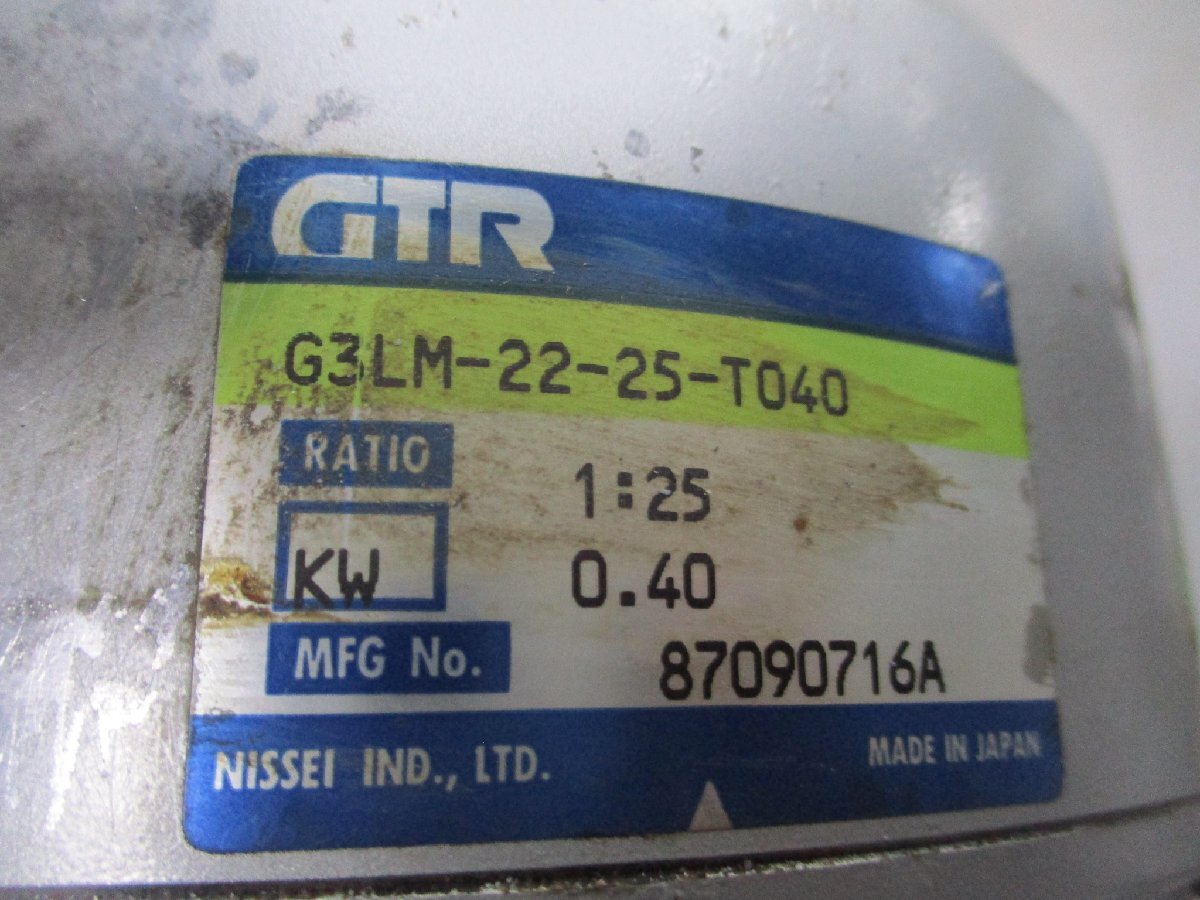 GTR
G3LM-22-25-T040
RATIO 1:25
KW 0.40
MFG No. 87090716A
NISSEI IND., LTD. MADE IN JAPAN